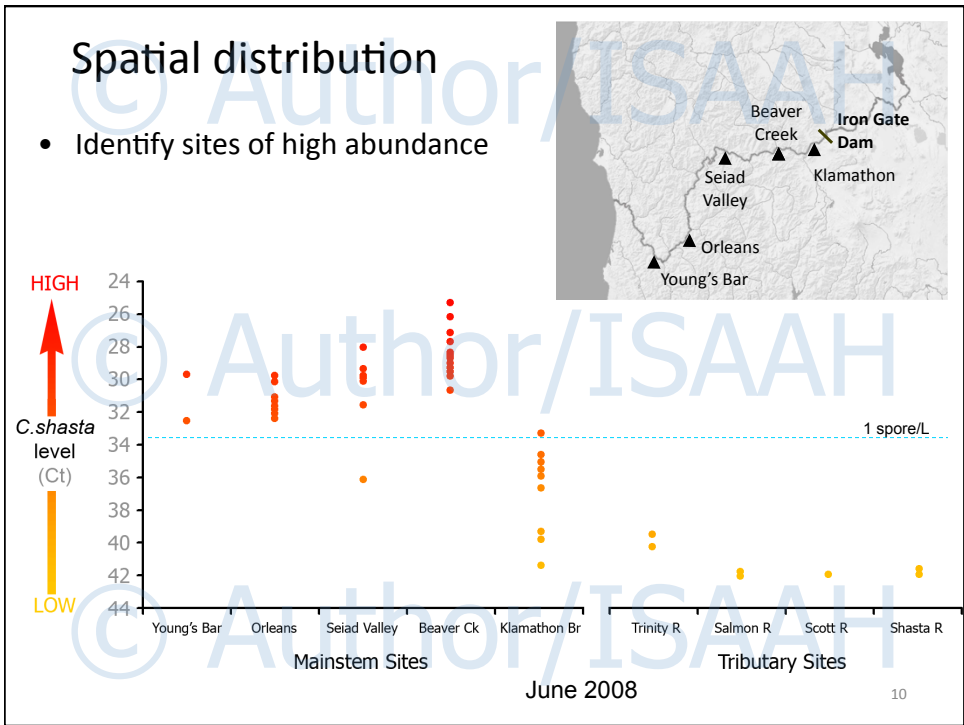 Spatial distribution
• Identify sites of high abundance
Beaver
Creek
Iron Gate
Dam
Seiad
Valley
Klamathon
Orleans
Young's Bar
HIGH
C.shasta
level
(Ct)
LOW
24
26
28
30
32
34
36
38
40
42
44
1 spore/L
Young's Bar Orleans Seiad Valley Beaver Ck Klamathon Br Trinity R Salmon R Scott R Shasta R
Mainstem Sites Tributary Sites
June 2008
10
© Author/ISAAH
© Author/ISAAH
© Author/ISAAH